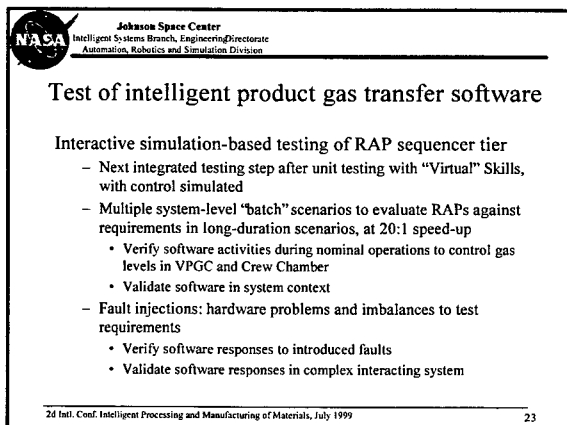 NASA
Johnson Space Center
Intelligent Systems Branch, EngineeringDirectorate
Automation, Robotics and Simulation Division
Test of intelligent product gas transfer software
Interactive simulation-based testing of RAP sequencer tier
– Next integrated testing step after unit testing with “Virtual” Skills,
with control simulated
– Multiple system-level “batch” scenarios to evaluate RAPs against
requirements in long-duration scenarios, at 20:1 speed-up
• Verify software activities during nominal operations to control gas
levels in VPGC and Crew Chamber
• Validate software in system context
– Fault injections: hardware problems and imbalances to test
requirements
• Verify software responses to introduced faults
• Validate software responses in complex interacting system
2d Intl. Conf. Intelligent Processing and Manufacturing of Materials, July 1999
23